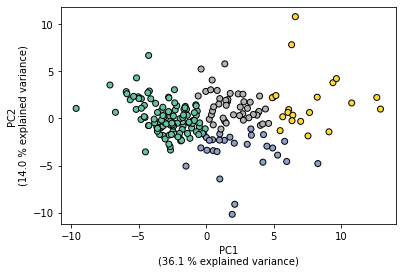 10
5
0
−5
−10
PC2
(14.0 % explained variance)
−10
−5
0
5
10
PC1
(36.1 % explained variance)